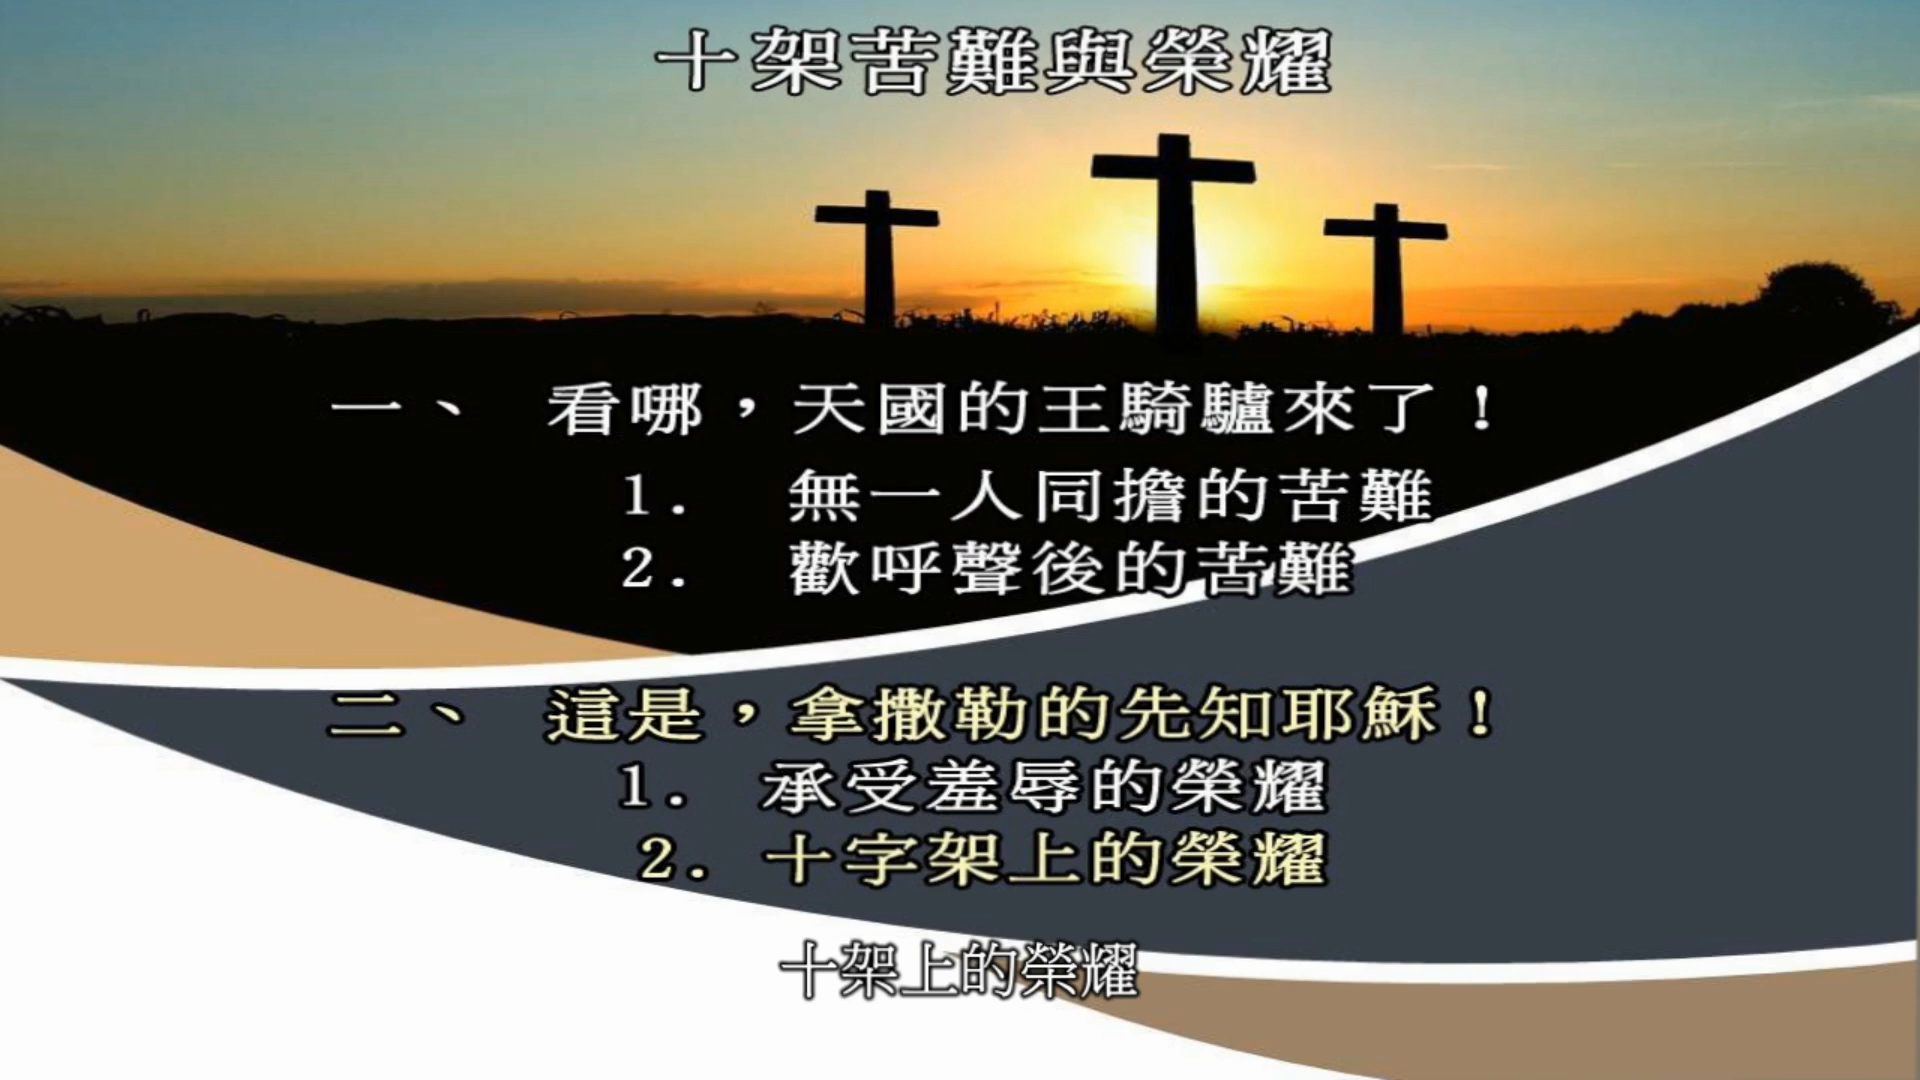 十架苦難與榮耀
一、 看哪，天國的王騎驢來了！
1. 無一人同擔的苦難
2. 歡呼聲後的苦難
二、 這是，拿撒勒的先知耶穌！
1. 承受羞辱的榮耀
2. 十字架上的榮耀
十架上的榮耀